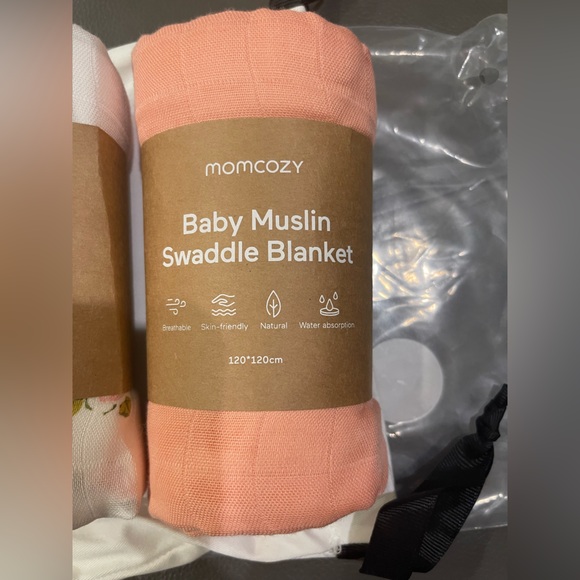 momcozy
Baby Muslin
Swaddle Blanket
Breathable Skin-friendly Natural Water absorption
120*120cm